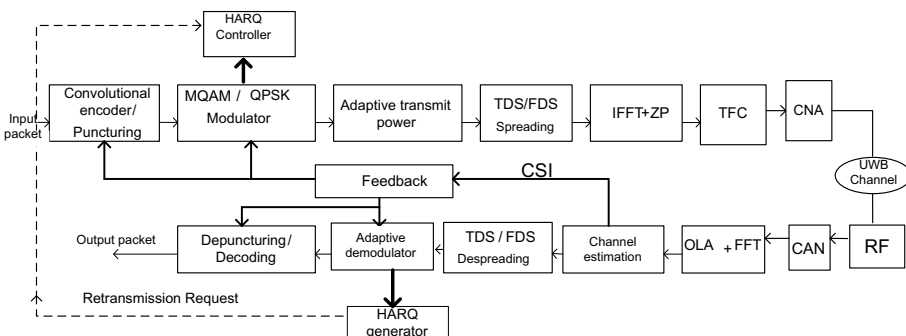 HARQ
Controller
Input
packet
Convolutional
encoder/
Puncturing
MQAM / QPSK
Modulator
Adaptive transmit
power
TDS/FDS
Spreading
IFFT+ZP
TFC
CNA
UWB
Channel
Feedback
CSI
Output packet
Depuncturing/
Decoding
Adaptive
demodulator
TDS / FDS
Despreading
Channel
estimation
OLA + FFT
CAN
RF
Retransmission Request
HARQ
generator